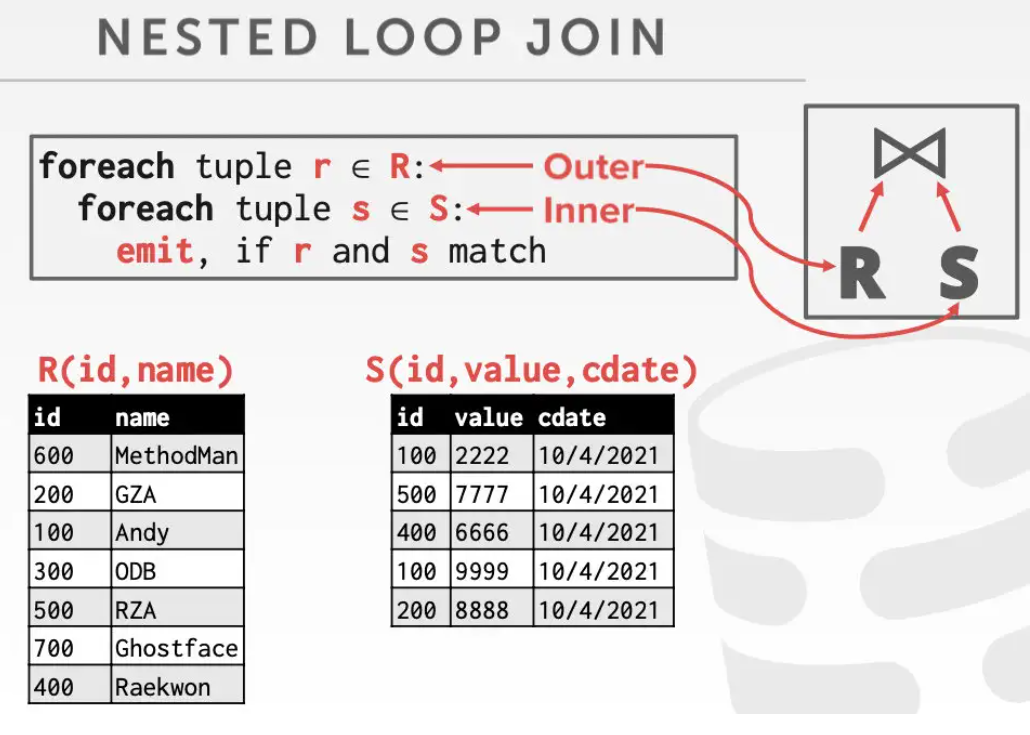 NESTED LOOP JOIN
foreach tuple r ∈ R:
foreach tuple s ∈ S:
emit, if r and s match
Outer
Inner
⋈
R S
R(id,name)
id name
600 MethodMan
200 GZA
100 Andy
300 ODB
500 RZA
700 Ghostface
400 Raekwon
S(id,value,cdate)
id value cdate
100 2222 10/4/2021
500 7777 10/4/2021
400 6666 10/4/2021
100 9999 10/4/2021
200 8888 10/4/2021